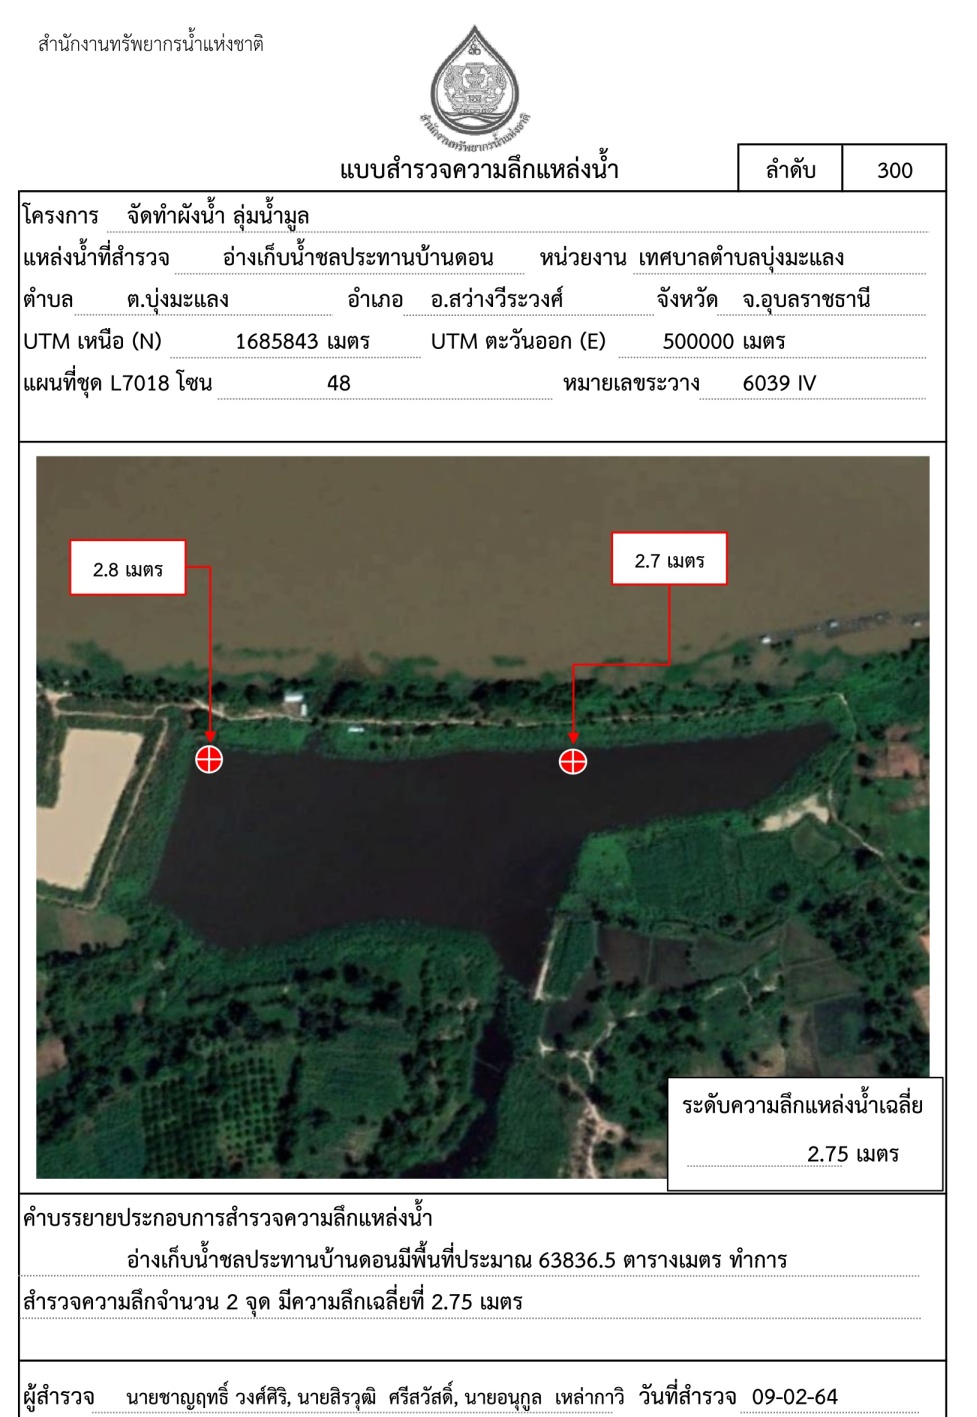 สำนักงานทรัพยากรน้ำแห่งชาติ
สำนักงานทรัพยากรน้ำแห่งชาติ
แบบสำรวจความลึกแหล่งน้ำ
ลำดับ 300
โครงการ จัดทำผังน้ำ ลุ่มน้ำมูล
แหล่งน้ำที่สำรวจ อ่างเก็บน้ำชลประทานบ้านดอน หน่วยงาน เทศบาลตำบลบุ่งมะแลง
ตำบล ต.บุ่งมะแลง อำเภอ อ.สว่างวีระวงศ์ จังหวัด จ.อุบลราชธานี
UTM เหนือ (N) 1685843 เมตร UTM ตะวันออก (E) 500000 เมตร
แผนที่ชุด L7018 โซน 48 หมายเลขระวาง 6039 IV
2.8 เมตร
2.7 เมตร
ระดับความลึกแหล่งน้ำเฉลี่ย
2.75 เมตร
คำบรรยายประกอบการสำรวจความลึกแหล่งน้ำ
อ่างเก็บน้ำชลประทานบ้านดอนมีพื้นที่ประมาณ 63836.5 ตารางเมตร ทำการ
สำรวจความลึกจำนวน 2 จุด มีความลึกเฉลี่ยที่ 2.75 เมตร
ผู้สำรวจ นายชาญฤทธิ์ วงศ์ศิริ, นายสิรวุฒิ ศรีสวัสดิ์, นายอนุกูล เหล่ากาวิ วันที่สำรวจ 09-02-64